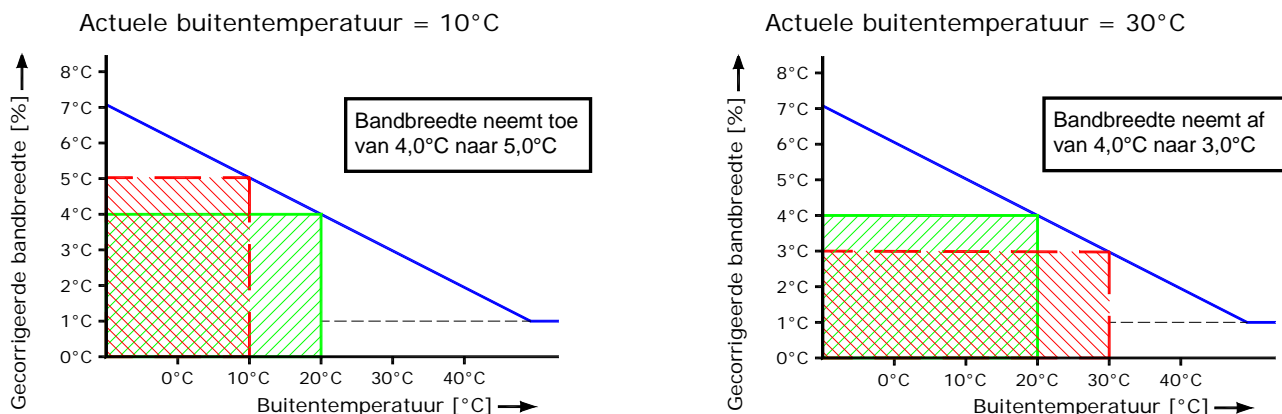 Actuele buitentemperatuur = 10°C
Gecorrigeerde bandbreedte [%]
8°C
7°C
6°C
5°C
4°C
3°C
2°C
1°C
0°C
Bandbreedte neemt toe
van 4,0°C naar 5,0°C
0°C 10°C 20°C 30°C 40°C
Buitentemperatuur [°C]
Actuele buitentemperatuur = 30°C
Gecorrigeerde bandbreedte [%]
8°C
7°C
6°C
5°C
4°C
3°C
2°C
1°C
0°C
Bandbreedte neemt af
van 4,0°C naar 3,0°C
0°C 10°C 20°C 30°C 40°C
Buitentemperatuur [°C]